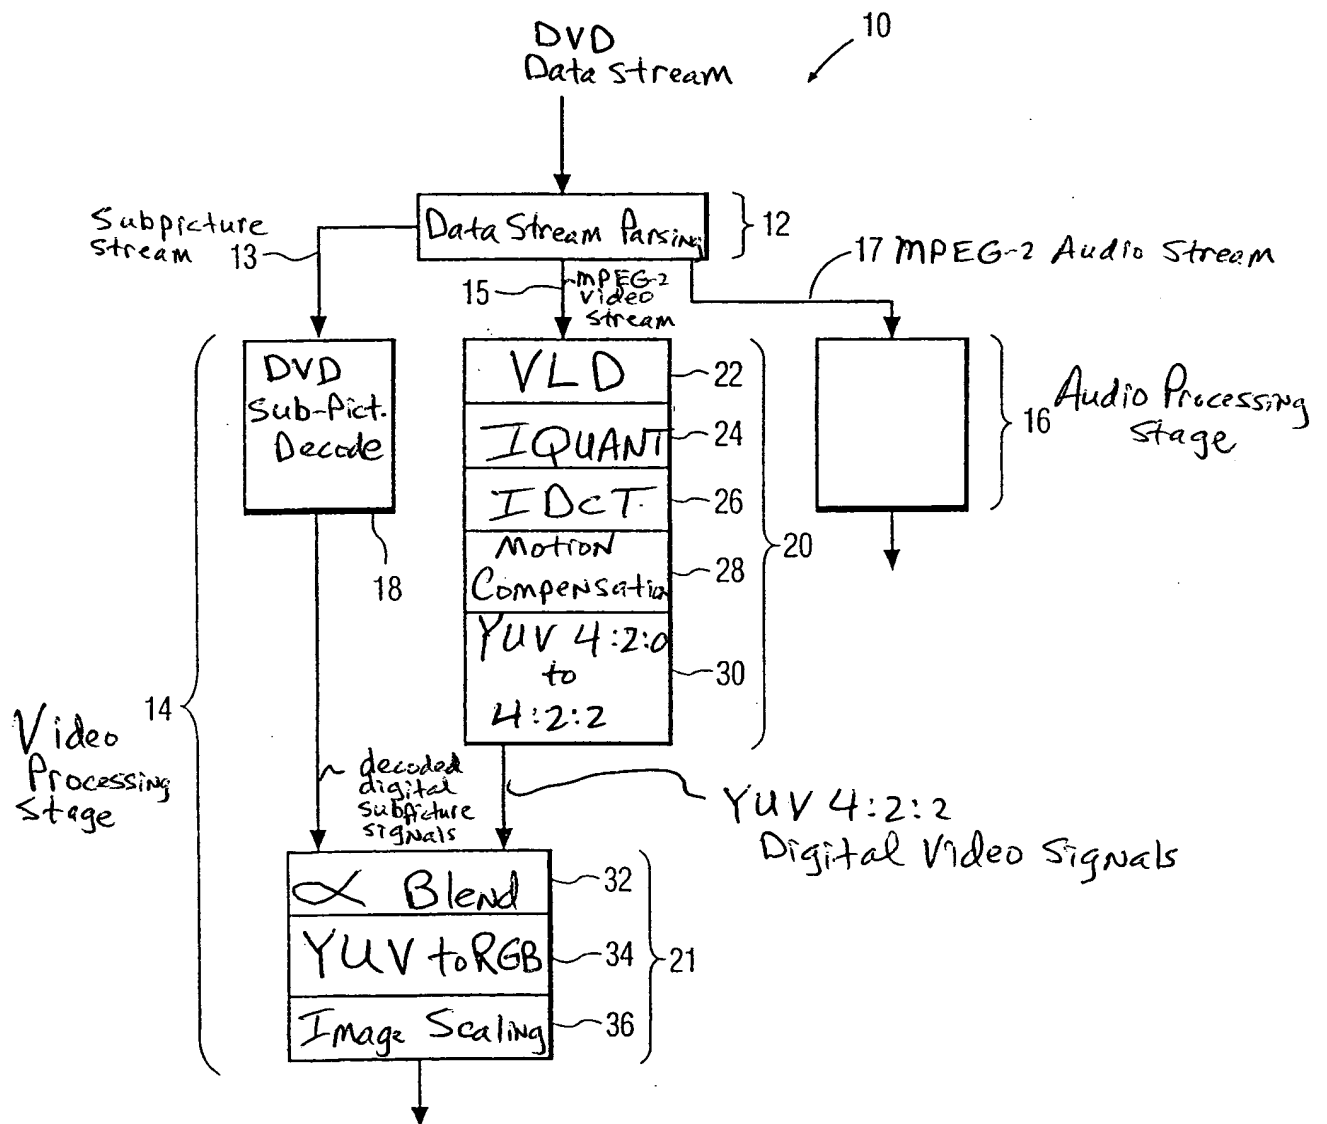 DVD
Data Stream
10
Data Stream Parsing
12
Subpicture
stream 13
17 MPEG-2 Audio Stream
15
MPEG-2
Video
stream
DVD
Sub-Pict.
Decode
18
VLD
22
IQUANT
24
IDCT
26
Motion
Compensation
28
YUV 4:2:0
to
4:2:2
30
20
16
Audio Processing
Stage
14
Video
Processing
Stage
decoded
digital
subpicture
signals
YUV 4:2:2
Digital Video Signals
∝ Blend
32
YUV to RGB
34
Image Scaling
36
21